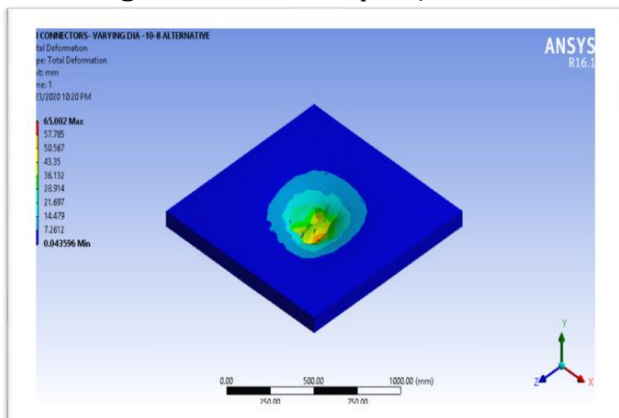 CONNECTORS- VARYING DIA -10-8 ALTERNATIVE
tal Deformation
pe: Total Deformation
it: mm
me: 1
23/2020 10:20 PM
ANSYS
R16.1
65.002 Max
57.785
50.567
43.35
36.132
28.914
21.697
14.479
7.2612
0.043596 Min
0.00 500.00 1000.00 (mm)
250.00 750.00
Y
Z X